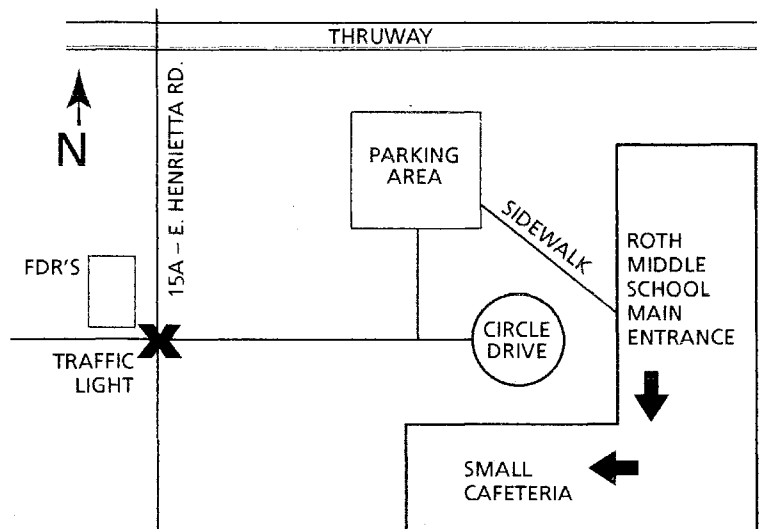 THRUWAY
N
15A – E. HENRIETTA RD.
PARKING
AREA
SIDEWALK
FDR'S
ROTH
MIDDLE
SCHOOL
MAIN
ENTRANCE
CIRCLE
DRIVE
TRAFFIC
LIGHT
SMALL
CAFETERIA